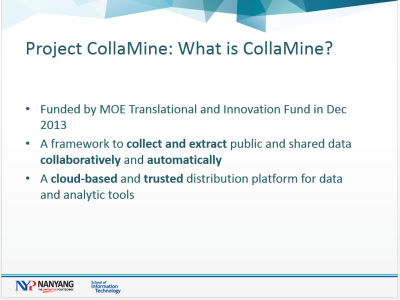 Project CollaMine: What is CollaMine?
• Funded by MOE Translational and Innovation Fund in Dec
2013
• A framework to collect and extract public and shared data
collaboratively and automatically
• A cloud-based and trusted distribution platform for data
and analytic tools
NYP NANYANG
School of
Information
Technology